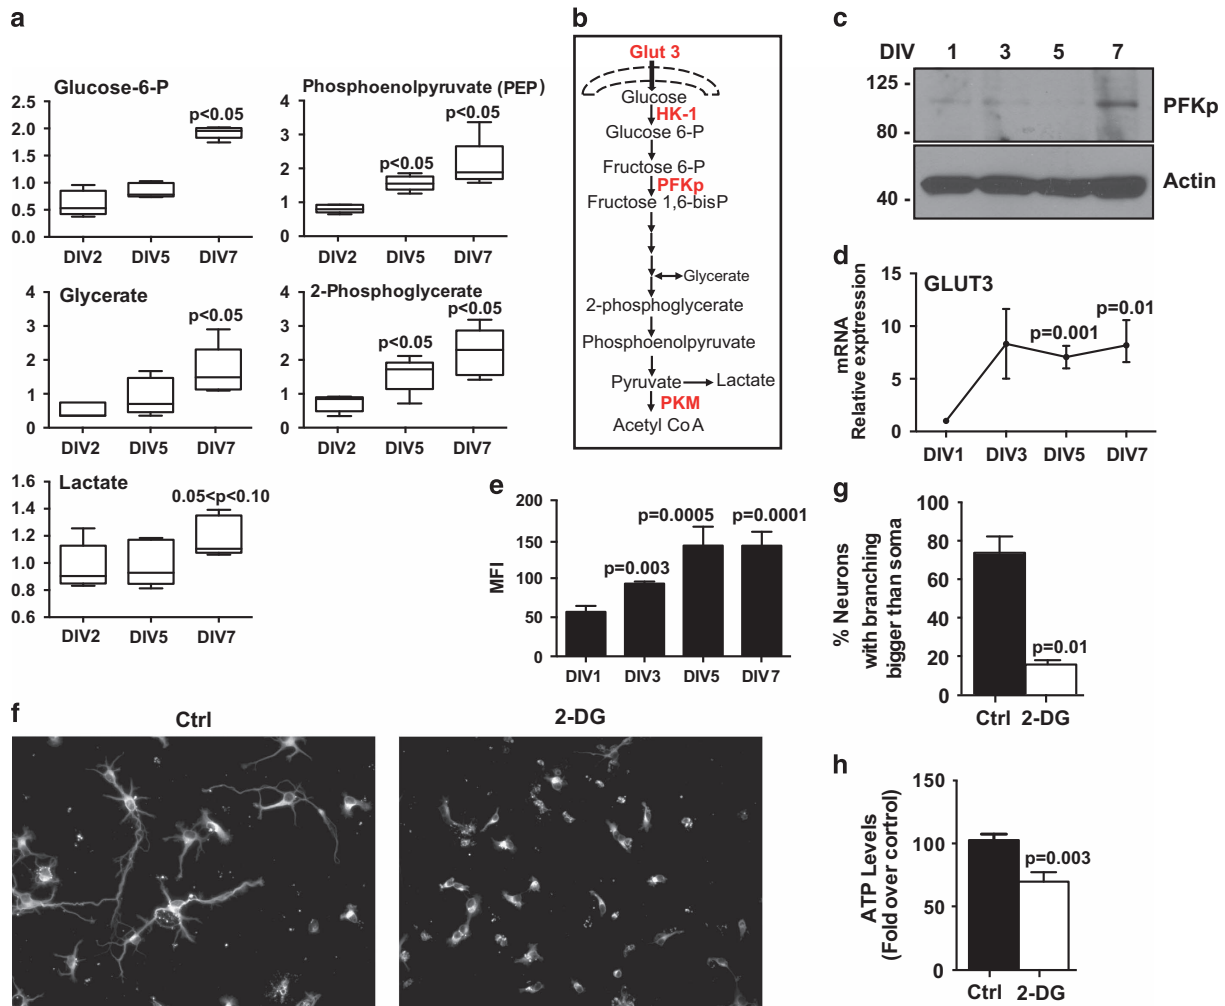 a
Glucose-6-P
2.5
2.0
1.5
1.0
0.5
0.0
p<0.05
DIV2 DIV5 DIV7
Phosphoenolpyruvate (PEP)
4
3
2
1
0
p<0.05
p<0.05
DIV2 DIV5 DIV7
Glycerate
4
3
2
1
0
p<0.05
DIV2 DIV5 DIV7
2-Phosphoglycerate
4
3
2
1
0
p<0.05
p<0.05
DIV2 DIV5 DIV7
Lactate
1.6
1.4
1.2
1.0
0.8
0.6
0.05<p<0.10
DIV2 DIV5 DIV7
b
Glut 3
Glucose
HK-1
Glucose 6-P
Fructose 6-P
PFKp
Fructose 1,6-bisP
Glycerate
2-phosphoglycerate
Phosphoenolpyruvate
Pyruvate Lactate
PKM
Acetyl CoA
c
DIV 1 3 5 7
125 -
80 -
PFKp
40 -
Actin
d
GLUT3
mRNA
Relative exptression
15
10
5
0
p=0.001
p=0.01
DIV1 DIV3 DIV5 DIV7
e
MFI
200
150
100
50
0
p=0.003
p=0.0005
p=0.0001
DIV1 DIV3 DIV5 DIV7
f
Ctrl 2-DG
g
% Neurons
with branching
bigger than soma
100
80
60
40
20
0
p=0.01
Ctrl 2-DG
h
ATP Levels
(Fold over control)
150
100
50
0
p=0.003
Ctrl 2-DG